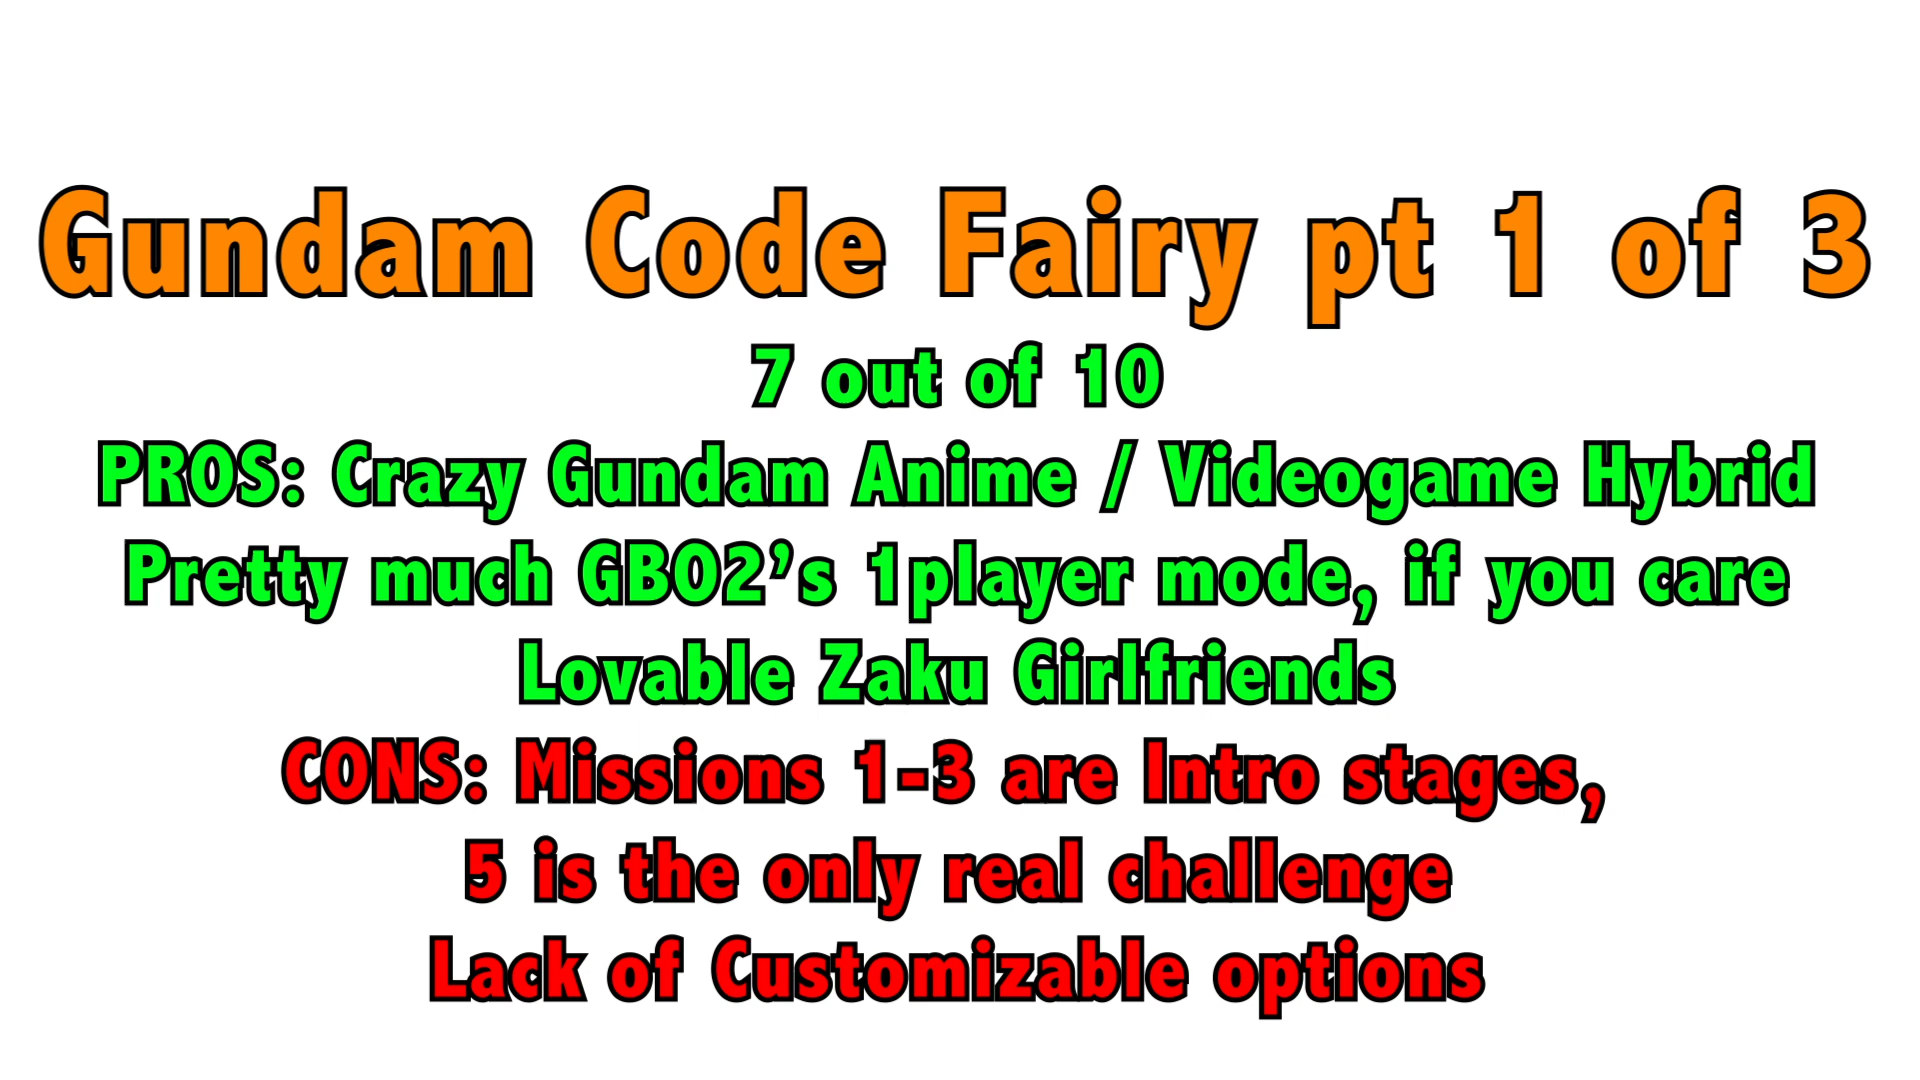 Gundam Code Fairy pt 1 of 3
7 out of 10
PROS: Crazy Gundam Anime / Videogame Hybrid
Pretty much GBO2’s 1player mode, if you care
Lovable Zaku Girlfriends
CONS: Missions 1-3 are Intro stages,
5 is the only real challenge
Lack of Customizable options